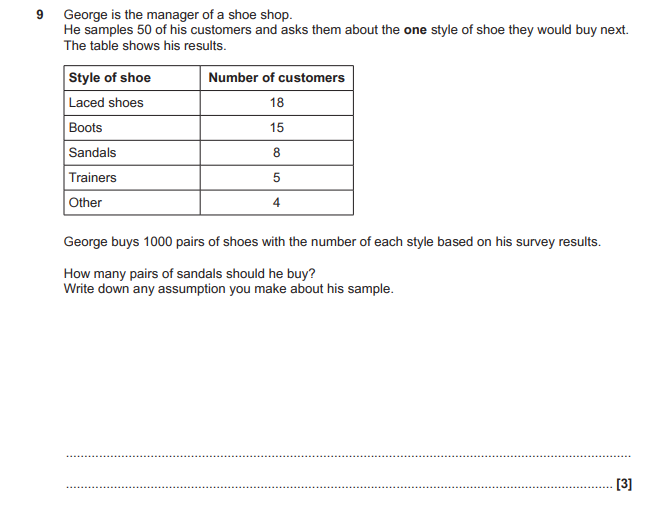 9 George is the manager of a shoe shop.
He samples 50 of his customers and asks them about the one style of shoe they would buy next.
The table shows his results.
Style of shoe Number of customers
Laced shoes 18
Boots 15
Sandals 8
Trainers 5
Other 4
George buys 1000 pairs of shoes with the number of each style based on his survey results.
How many pairs of sandals should he buy?
Write down any assumption you make about his sample.
[3]